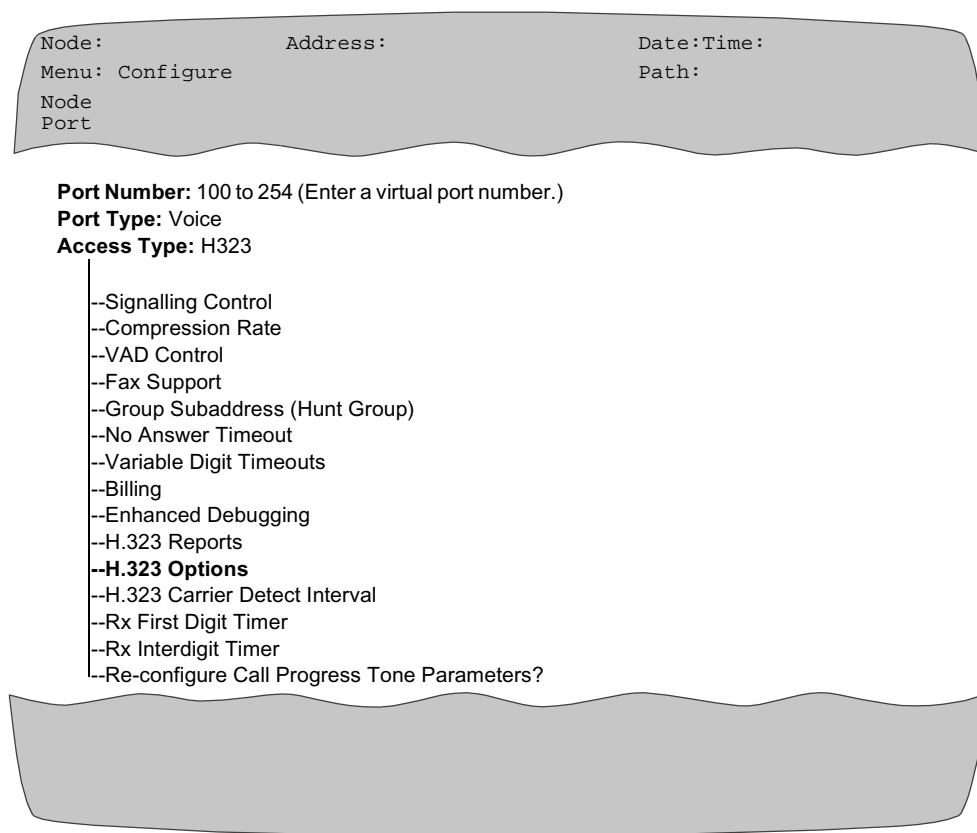 Node: Address: Date:Time:
Menu: Configure Path:
Node
Port
Port Number: 100 to 254 (Enter a virtual port number.)
Port Type: Voice
Access Type: H323
--Signalling Control
--Compression Rate
--VAD Control
--Fax Support
--Group Subaddress (Hunt Group)
--No Answer Timeout
--Variable Digit Timeouts
--Billing
--Enhanced Debugging
--H.323 Reports
--H.323 Options
--H.323 Carrier Detect Interval
--Rx First Digit Timer
--Rx Interdigit Timer
--Re-configure Call Progress Tone Parameters?